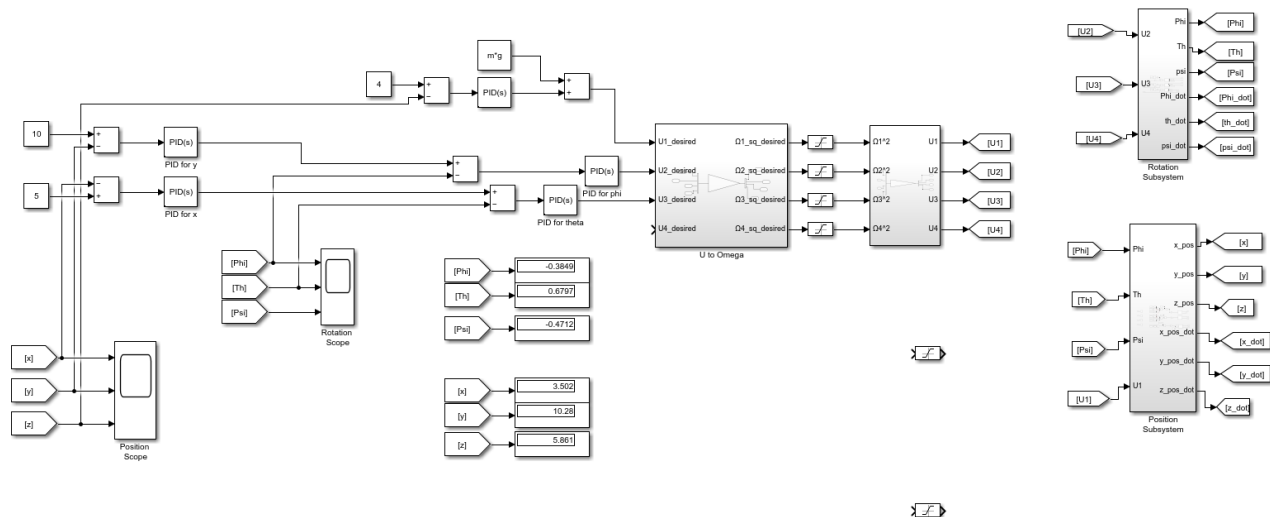 m*g
4
PID(s)
10
PID(s)
PID for y
5
PID(s)
PID for x
PID(s)
PID for phi
PID(s)
PID for theta
U1_desired
U2_desired
U3_desired
U4_desired
Ω1_sq_desired
Ω2_sq_desired
Ω3_sq_desired
Ω4_sq_desired
U to Omega
Ω1^2
Ω2^2
Ω3^2
Ω4^2
U1
U2
U3
U4
[U1]
[U2]
[U3]
[U4]
[U2]
[U3]
[U4]
U2
U3
U4
Phi
Th
psi
Phi_dot
th_dot
psi_dot
[Phi]
[Th]
[Psi]
[Phi_dot]
[th_dot]
[psi_dot]
Rotation
Subsystem
[Phi]
[Th]
[Psi]
Rotation
Scope
[Phi]
-0.3849
[Th]
0.6797
[Psi]
-0.4712
[x]
[y]
[z]
Position
Scope
[x]
3.502
[y]
10.28
[z]
5.861
[Phi]
[Th]
[Psi]
[U1]
Phi
Th
Psi
U1
x_pos
y_pos
z_pos
x_pos_dot
y_pos_dot
z_pos_dot
[x]
[y]
[z]
[x_dot]
[y_dot]
[z_dot]
Position
Subsystem